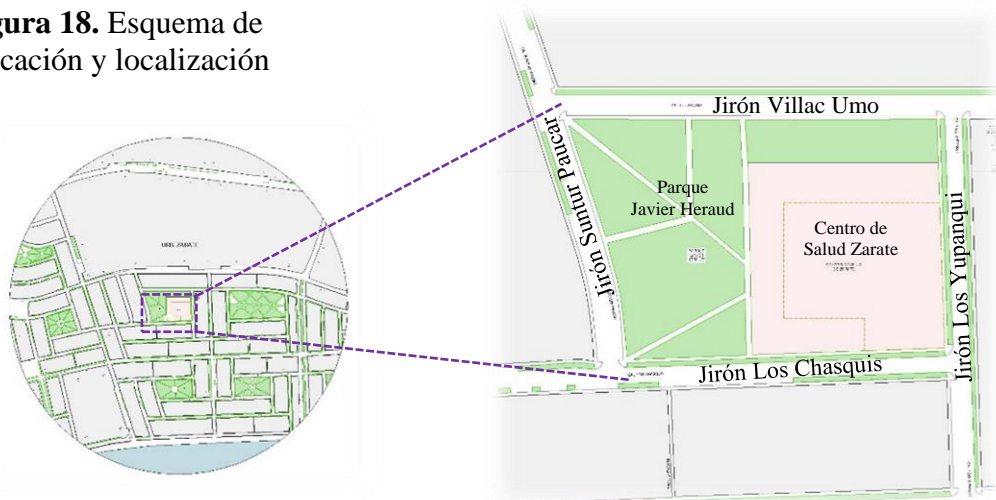 gura 18. Esquema de
cación y localización
URB. ZARATE
Jirón Villac Umo
Jirón Suntur Paucar
Parque
Javier Heraud
Centro de
Salud Zarate
Jirón Los Yupanqui
Jirón Los Chasquis